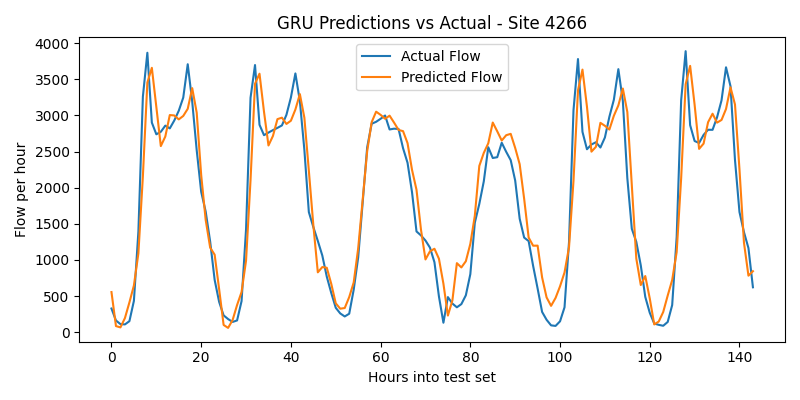 GRU Predictions vs Actual - Site 4266
Actual Flow
Predicted Flow
Flow per hour
4000
3500
3000
2500
2000
1500
1000
500
0
0 20 40 60 80 100 120 140
Hours into test set